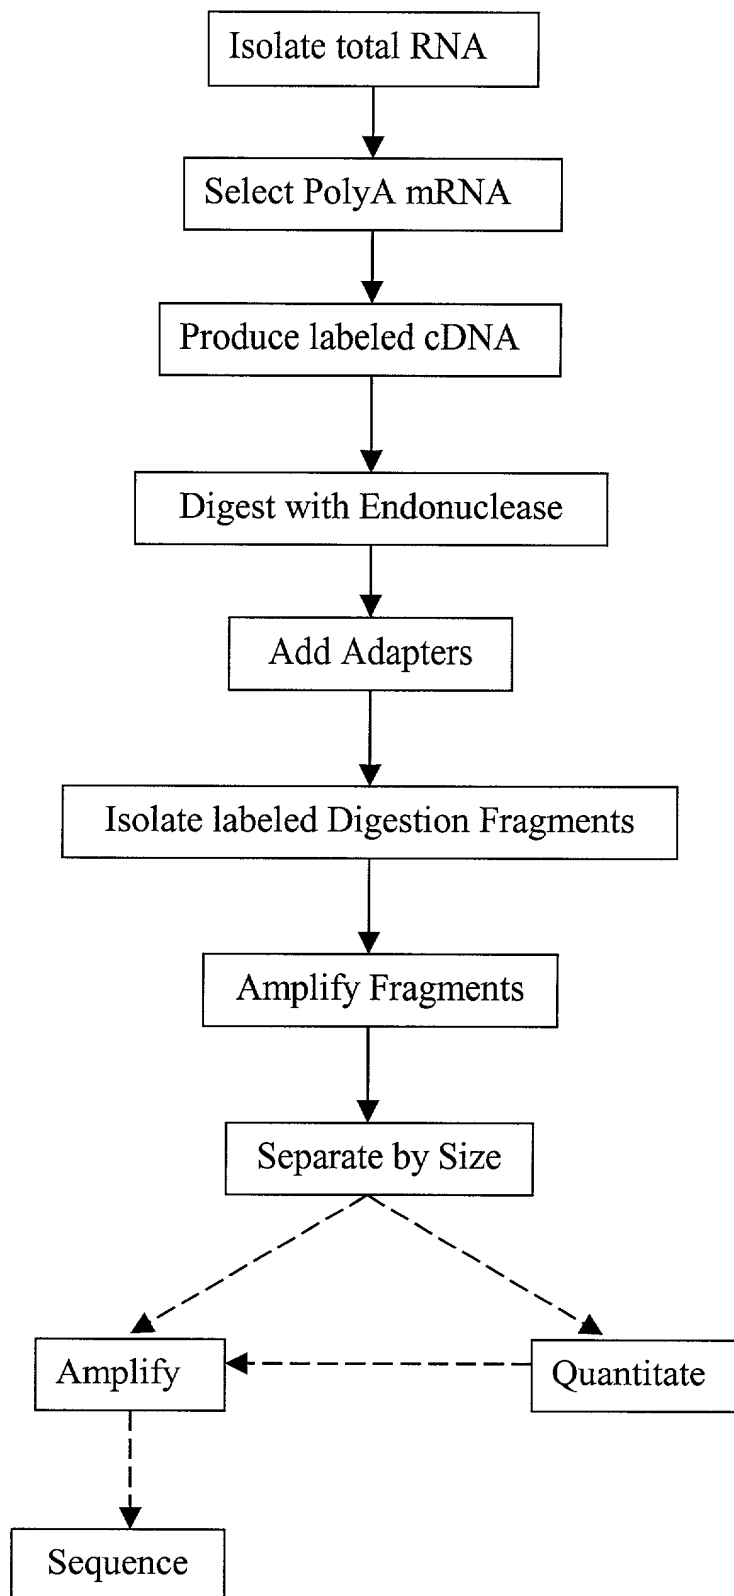 Isolate total RNA
Select PolyA mRNA
Produce labeled cDNA
Digest with Endonuclease
Add Adapters
Isolate labeled Digestion Fragments
Amplify Fragments
Separate by Size
Amplify
Quantitate
Sequence